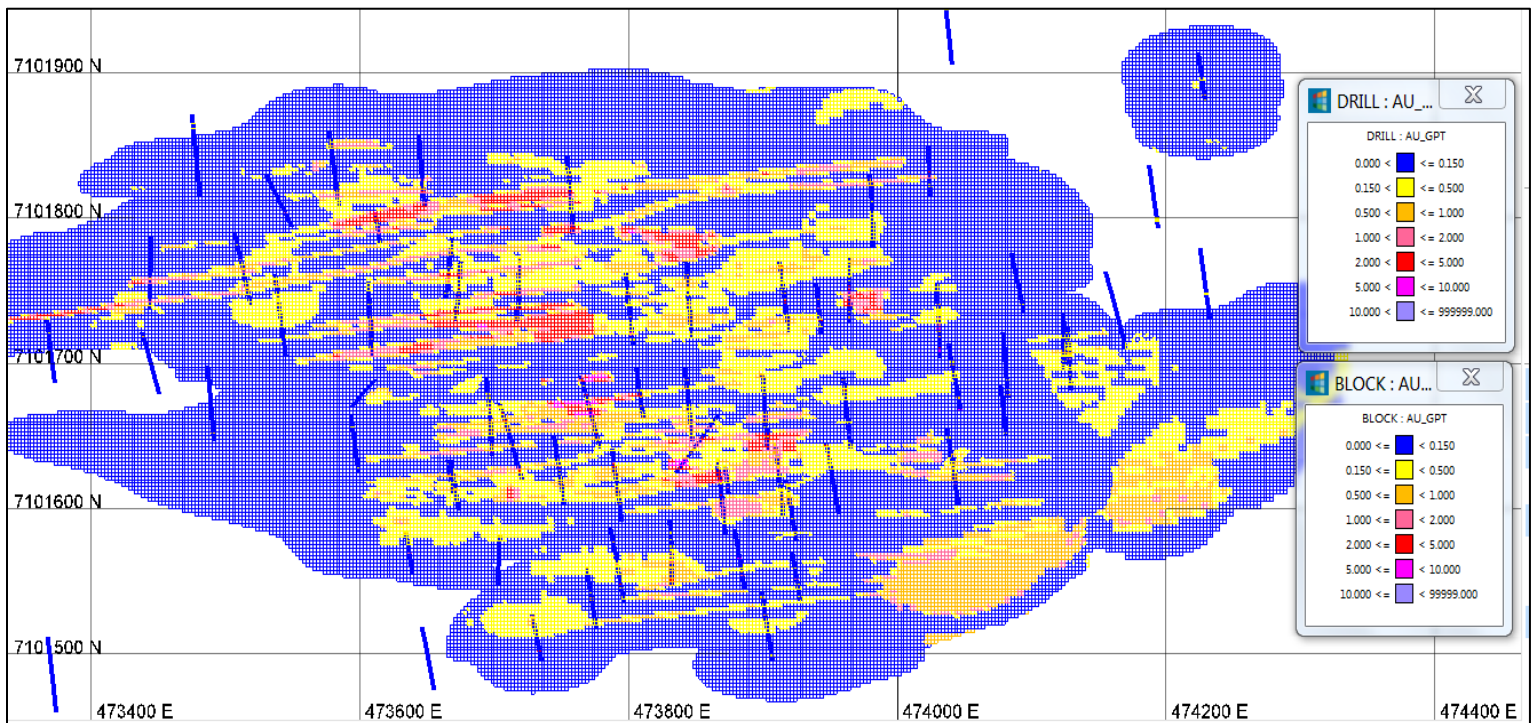 7101900 N
7101800 N
7101700 N
7101600 N
7101500 N
473400 E
473600 E
473800 E
474000 E
474200 E
474400 E
DRILL : AU_...
X
DRILL : AU_GPT
0.000 < <= 0.150
0.150 < <= 0.500
0.500 < <= 1.000
1.000 < <= 2.000
2.000 < <= 5.000
5.000 < <= 10.000
10.000 < <= 999999.000
BLOCK : AU...
X
BLOCK : AU_GPT
0.000 <= < 0.150
0.150 <= < 0.500
0.500 <= < 1.000
1.000 <= < 2.000
2.000 <= < 5.000
5.000 <= < 10.000
10.000 <= < 99999.000